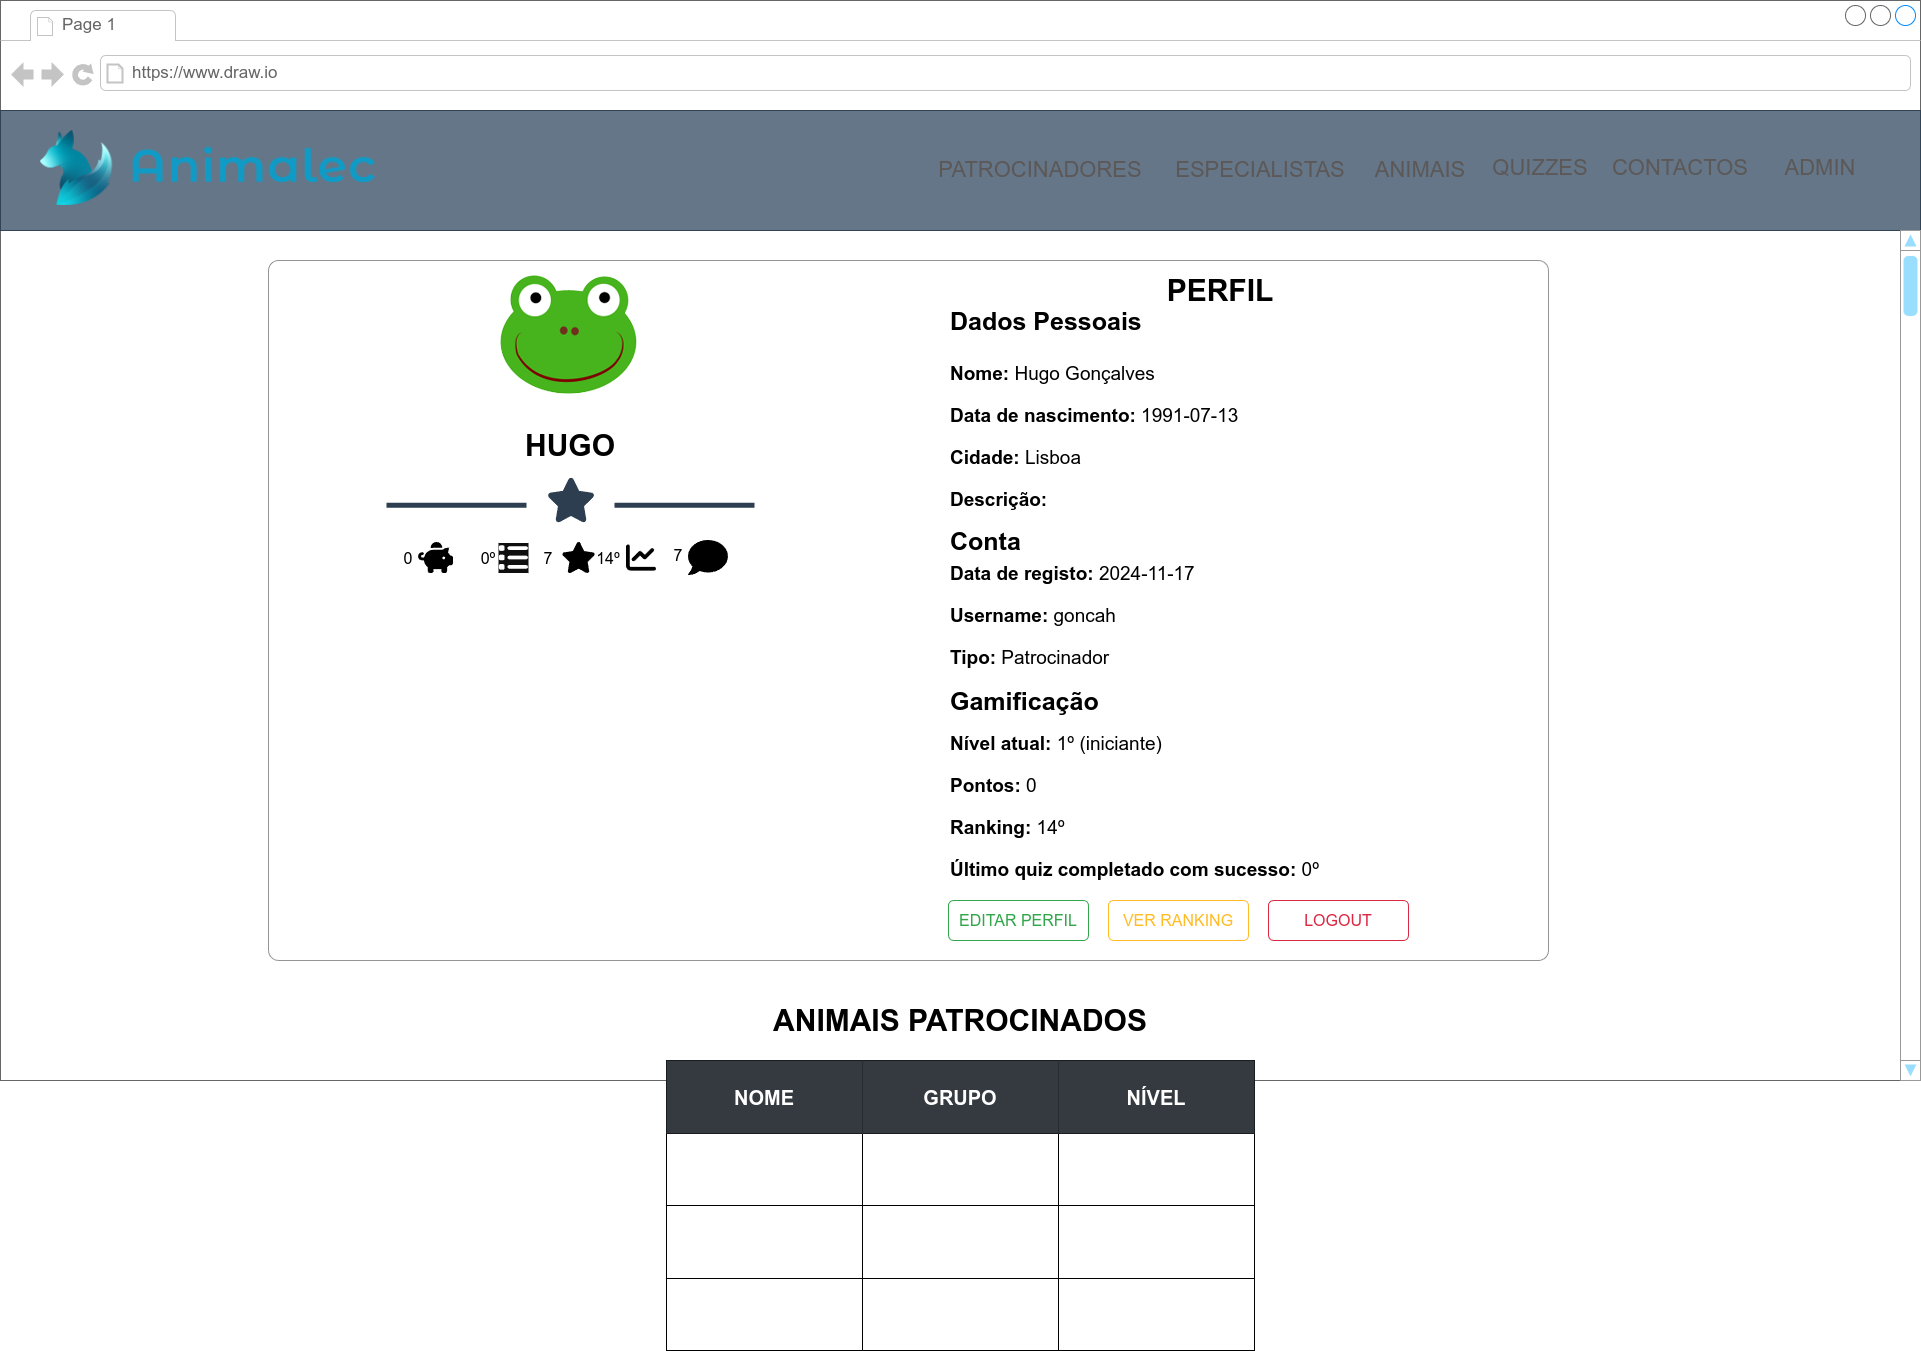 Page 1
https://www.draw.io
Animalec
PATROCINADORES ESPECIALISTAS ANIMAIS QUIZZES CONTACTOS ADMIN
HUGO
0 0º 7 14º 7
PERFIL
Dados Pessoais
Nome: Hugo Gonçalves
Data de nascimento: 1991-07-13
Cidade: Lisboa
Descrição:
Conta
Data de registo: 2024-11-17
Username: goncah
Tipo: Patrocinador
Gamificação
Nível atual: 1º (iniciante)
Pontos: 0
Ranking: 14º
Último quiz completado com sucesso: 0º
EDITAR PERFIL VER RANKING LOGOUT
ANIMAIS PATROCINADOS
NOME GRUPO NÍVEL